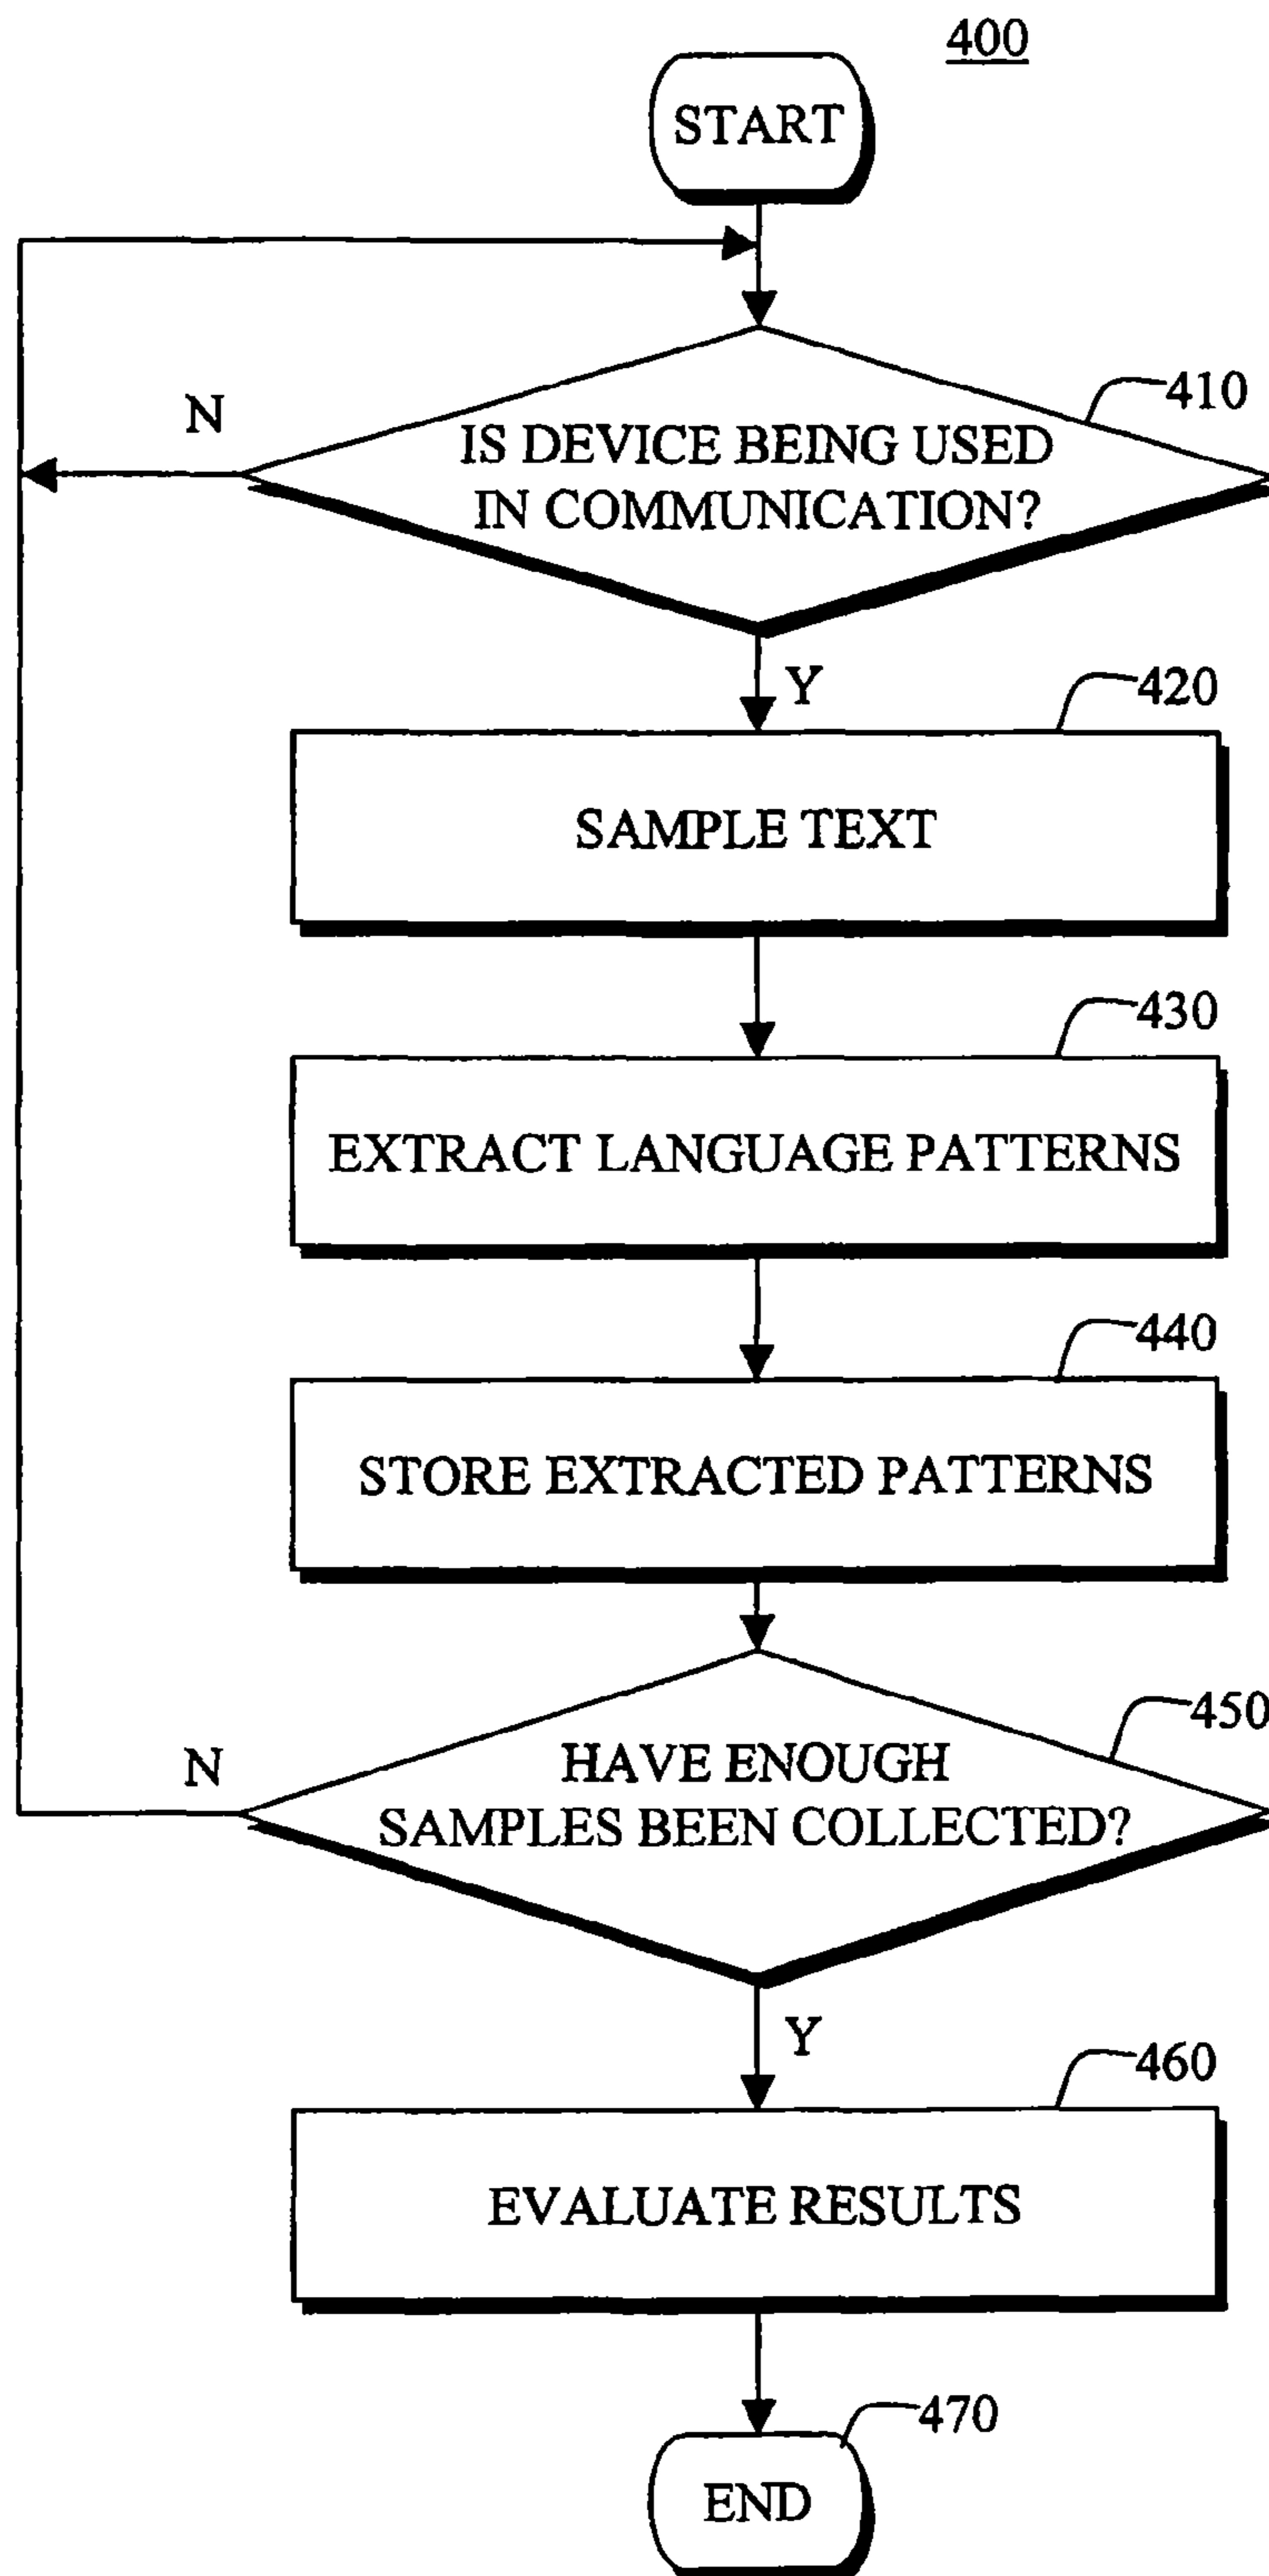 400
START
410
N
IS DEVICE BEING USED
IN COMMUNICATION?
Y
420
SAMPLE TEXT
430
EXTRACT LANGUAGE PATTERNS
440
STORE EXTRACTED PATTERNS
450
N
HAVE ENOUGH
SAMPLES BEEN COLLECTED?
Y
460
EVALUATE RESULTS
470
END